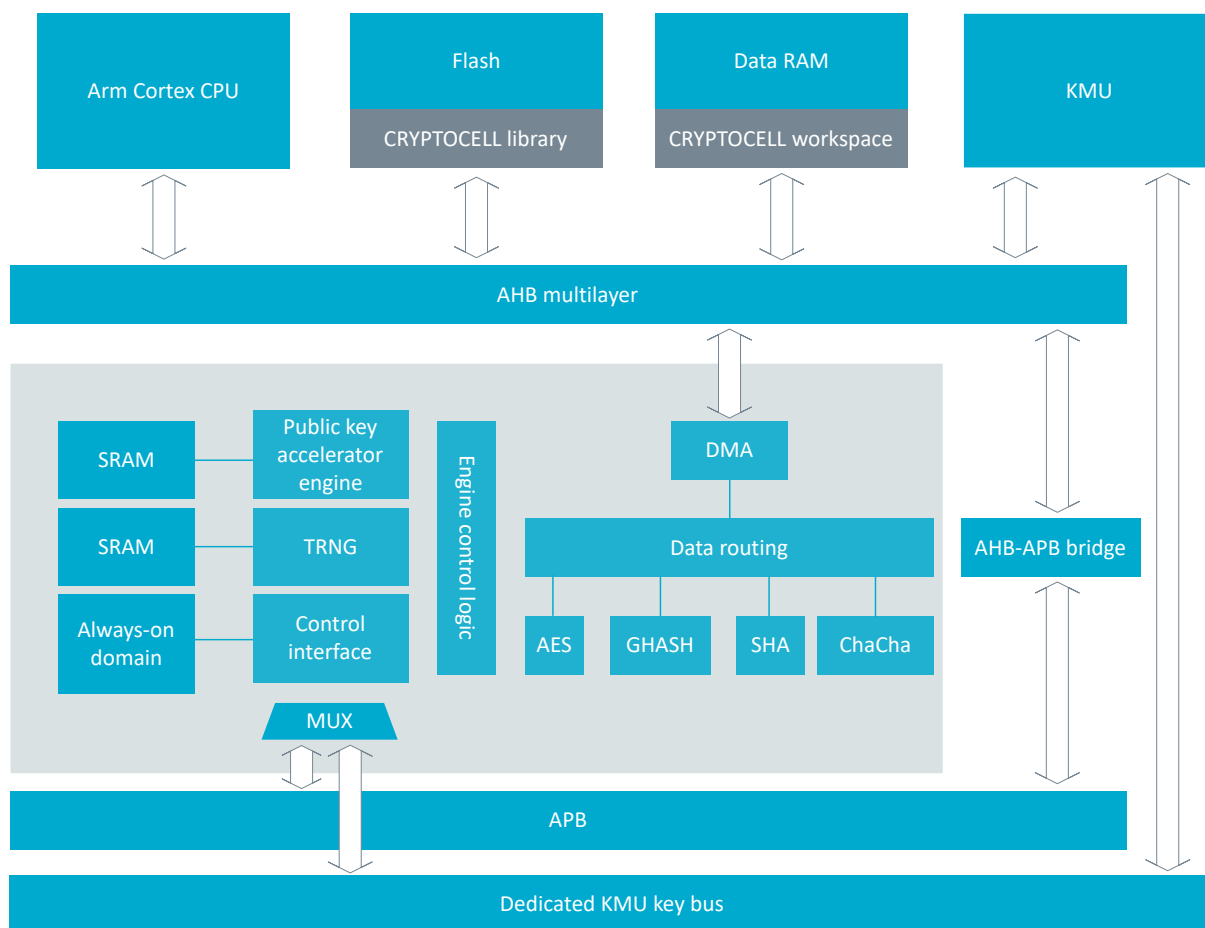 Arm Cortex CPU
Flash
CRYPTOCELL library
Data RAM
CRYPTOCELL workspace
KMU
AHB multilayer
SRAM
Public key
accelerator
engine
Engine control logic
DMA
SRAM
TRNG
Data routing
AHB-APB bridge
Always-on
domain
Control
interface
AES
GHASH
SHA
ChaCha
MUX
APB
Dedicated KMU key bus